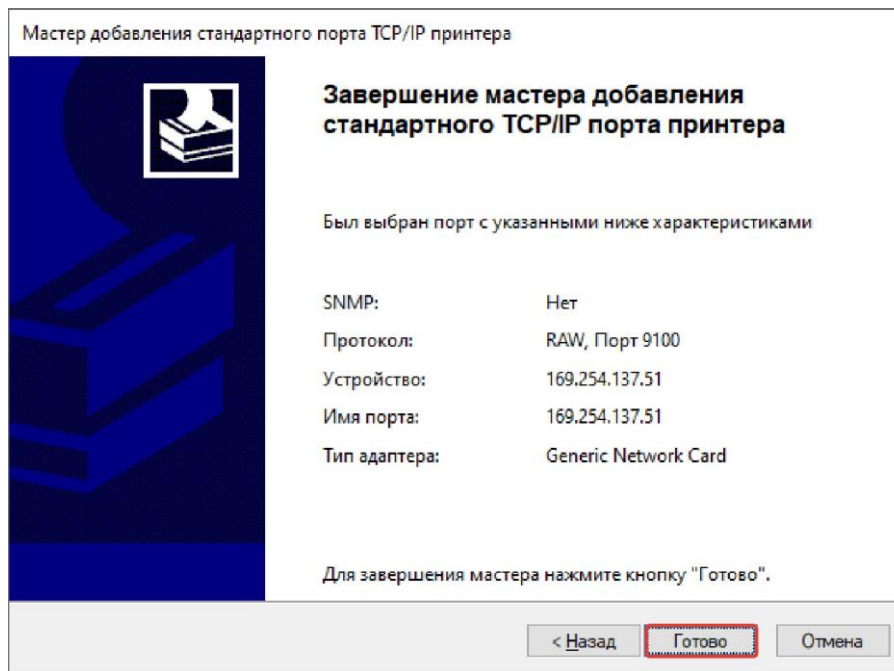 Мастер добавления стандартного порта TCP/IP принтера
Завершение мастера добавления
стандартного TCP/IP порта принтера
Был выбран порт с указанными ниже характеристиками
SNMP: Нет
Протокол: RAW, Порт 9100
Устройство: 169.254.137.51
Имя порта: 169.254.137.51
Тип адаптера: Generic Network Card
Для завершения мастера нажмите кнопку "Готово".
< Назад Готово Отмена